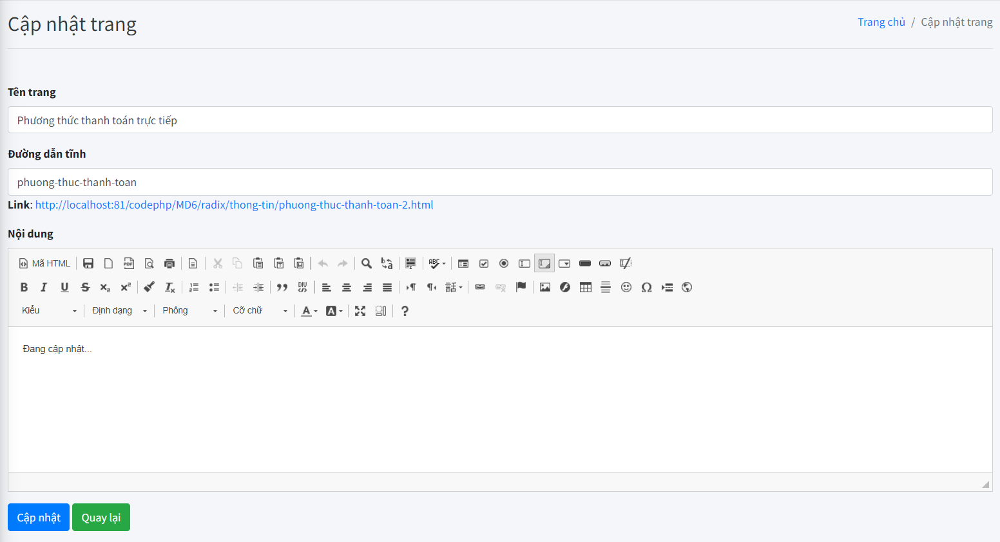 Cập nhật trang
Trang chủ / Cập nhật trang
Tên trang
Phương thức thanh toán trực tiếp
Đường dẫn tĩnh
phuong-thuc-thanh-toan
Link: http://localhost:81/codephp/MD6/radix/thong-tin/phuong-thuc-thanh-toan-2.html
Nội dung
Mã HTML
Kiểu Định dạng Phông Cỡ chữ
Đang cập nhật...
Cập nhật Quay lại